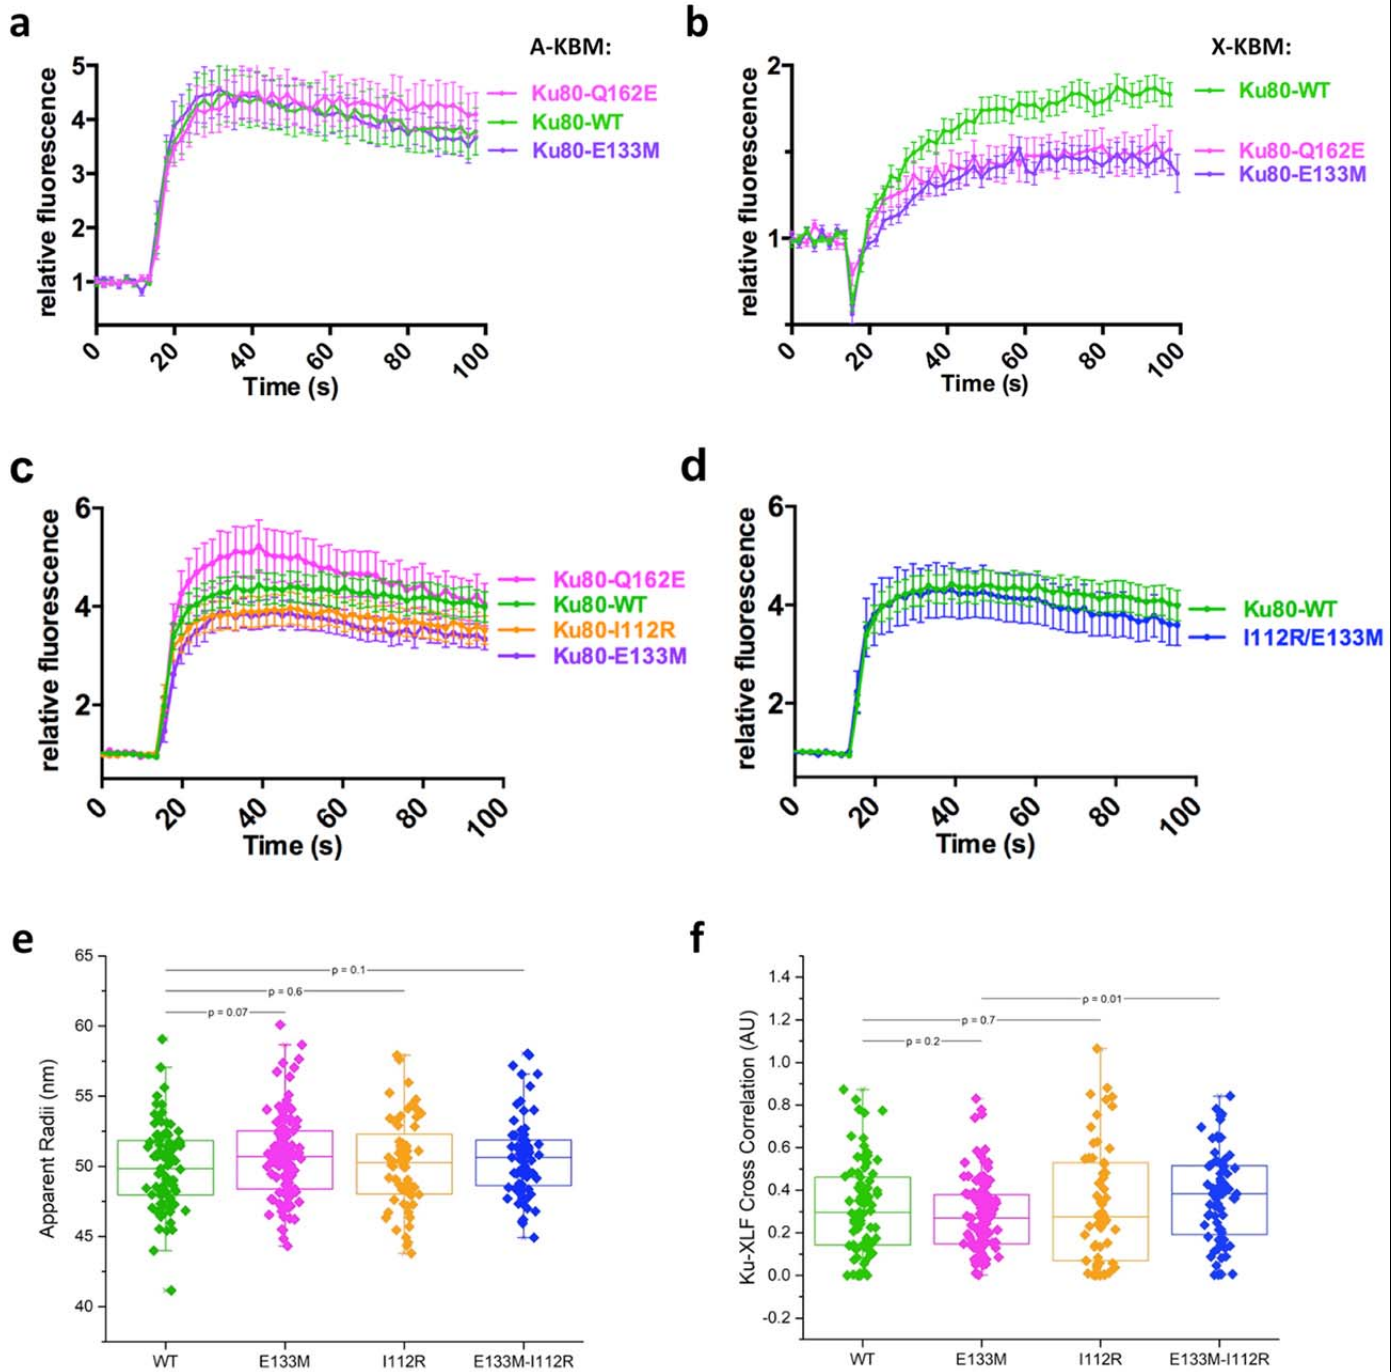 a
A-KBM:
relative fluorescence
5
4
3
2
1
Ku80-Q162E
Ku80-WT
Ku80-E133M
0
20
40
60
80
100
Time (s)
b
X-KBM:
relative fluorescence
2
1
Ku80-WT
Ku80-Q162E
Ku80-E133M
0
20
40
60
80
100
Time (s)
c
relative fluorescence
6
4
2
Ku80-Q162E
Ku80-WT
Ku80-I112R
Ku80-E133M
0
20
40
60
80
100
Time (s)
d
relative fluorescence
6
4
2
Ku80-WT
I112R/E133M
0
20
40
60
80
100
Time (s)
e
Apparent Radii (nm)
65
60
55
50
45
40
p = 0.1
p = 0.6
p = 0.07
WT
E133M
I112R
E133M-I112R
f
Ku-XLF Cross Correlation (AU)
1.4
1.2
1.0
0.8
0.6
0.4
0.2
0.0
-0.2
p = 0.01
p = 0.7
p = 0.2
WT
E133M
I112R
E133M-I112R